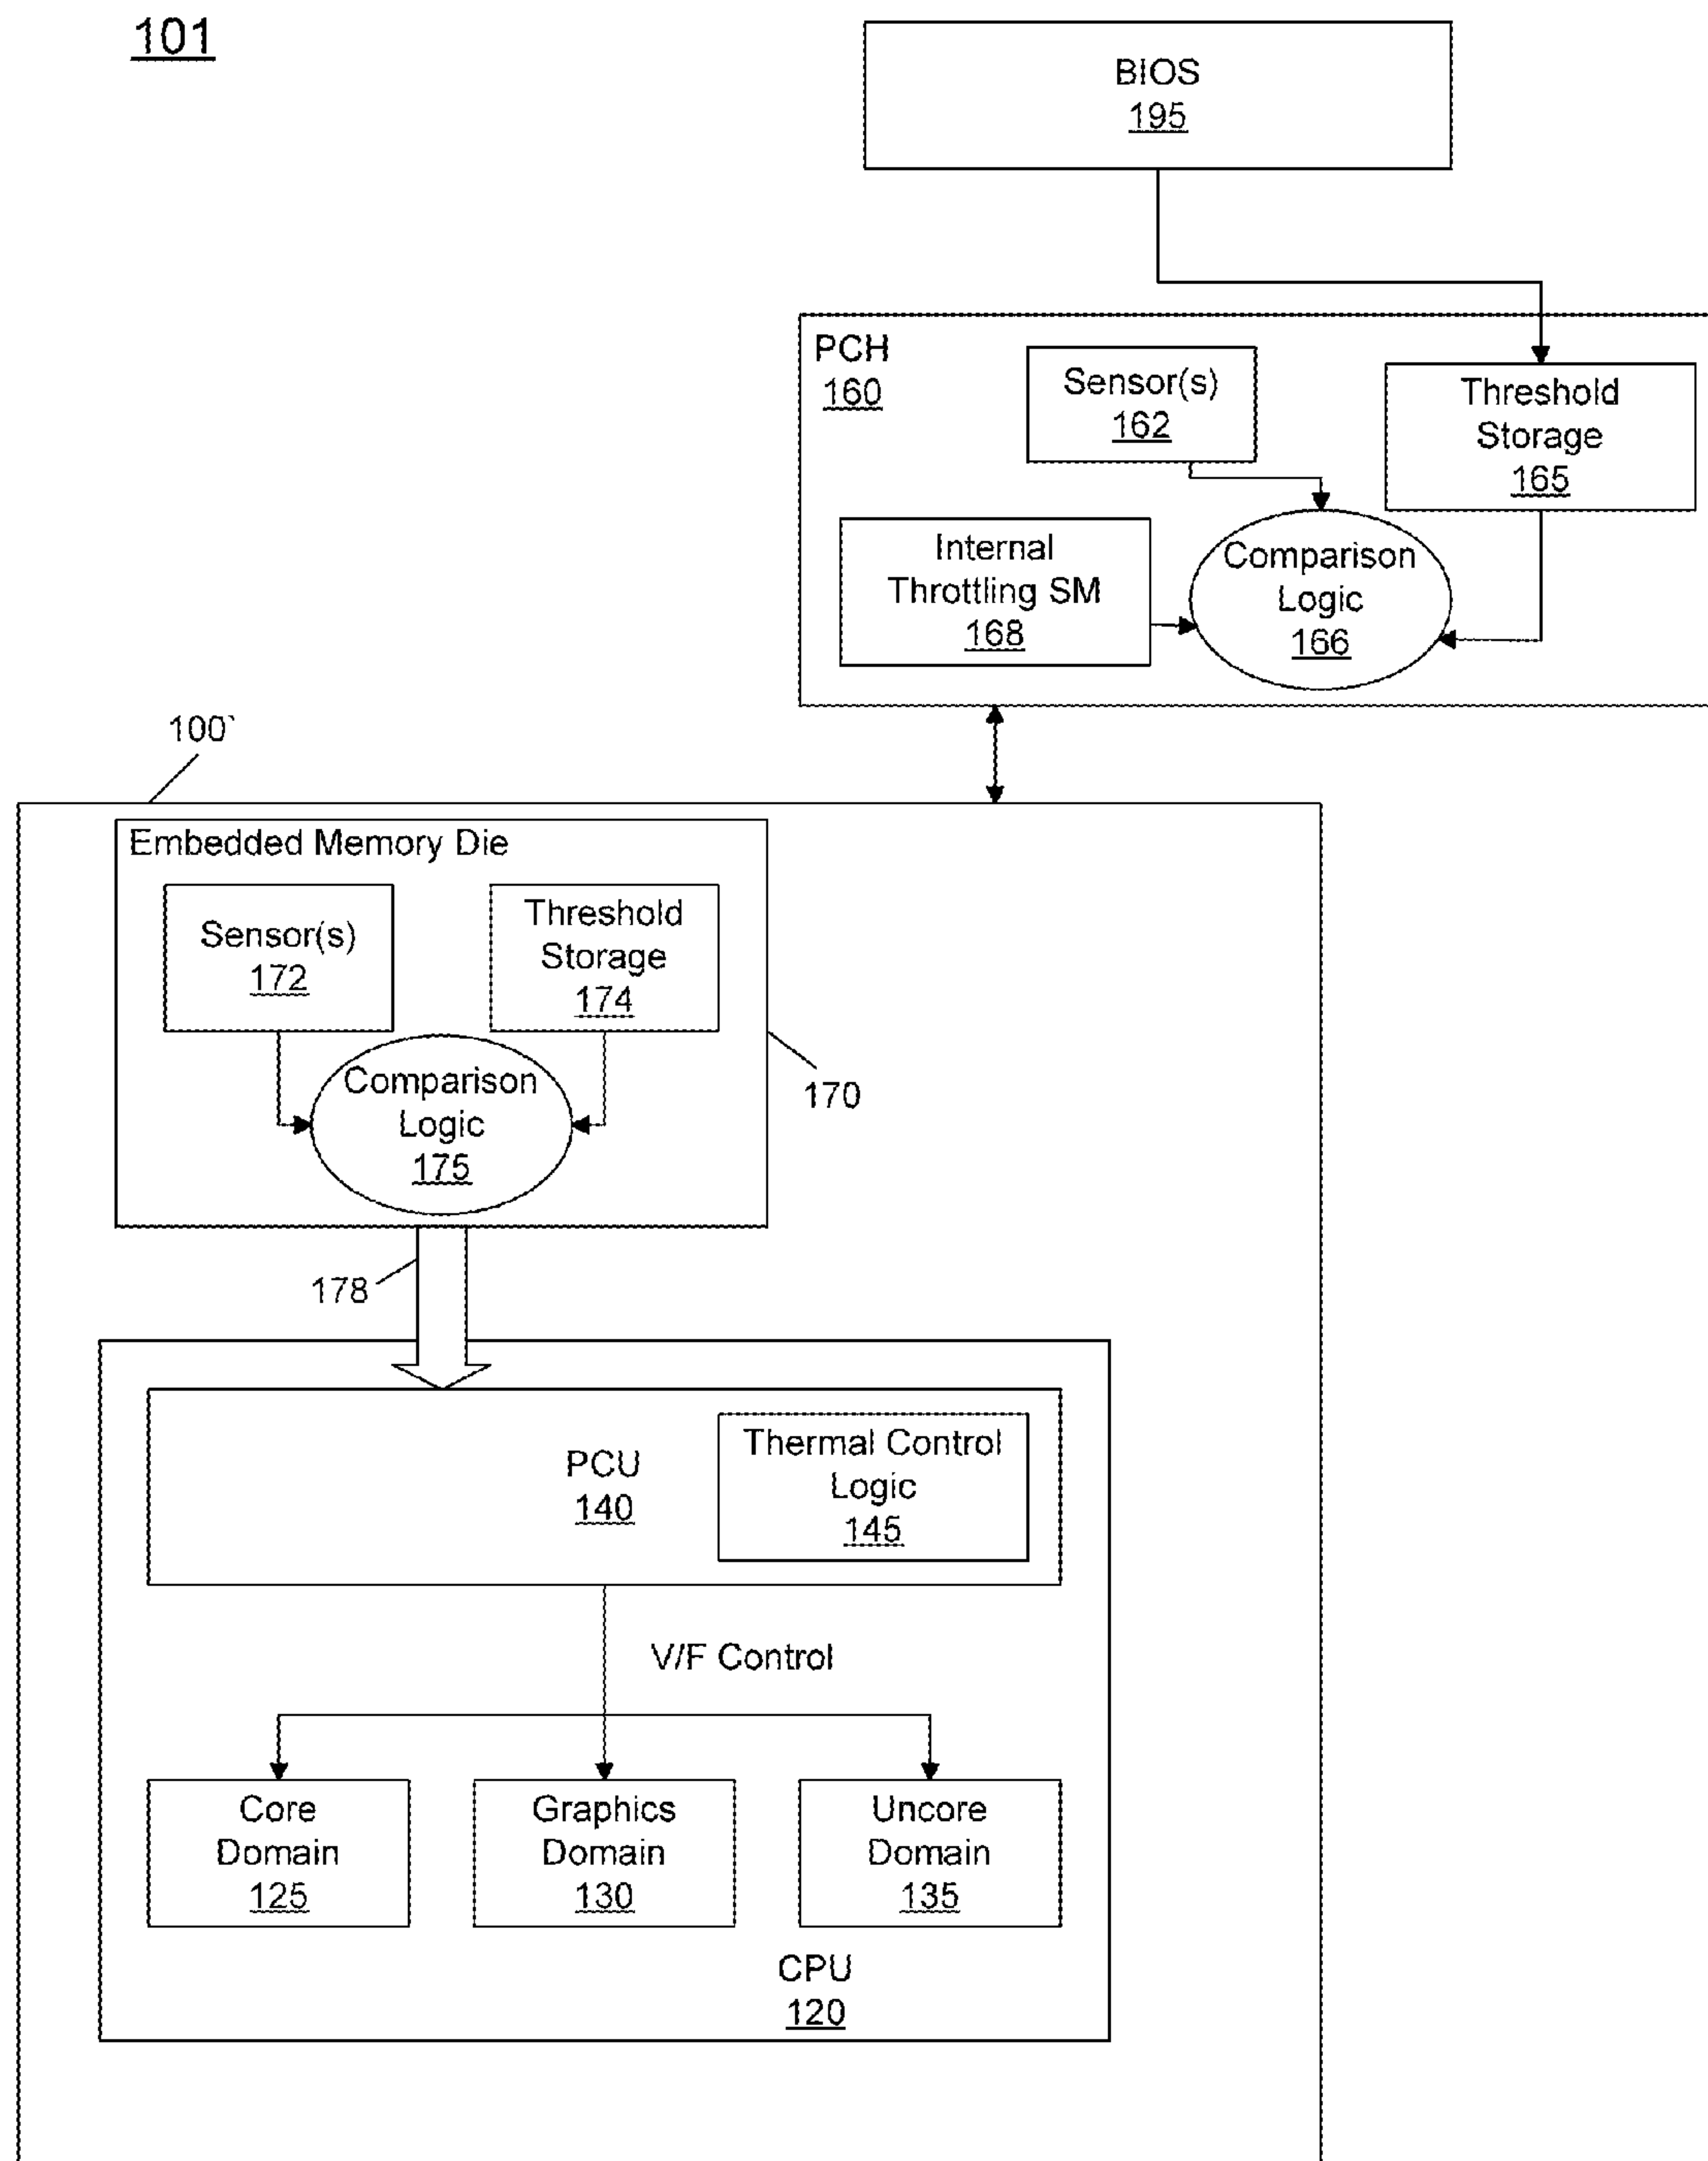 101
BIOS
195
PCH
160
Sensor(s)
162
Threshold
Storage
165
Internal
Throttling SM
168
Comparison
Logic
166
100`
Embedded Memory Die
Sensor(s)
172
Threshold
Storage
174
Comparison
Logic
175
170
178
PCU
140
Thermal Control
Logic
145
V/F Control
Core
Domain
125
Graphics
Domain
130
Uncore
Domain
135
CPU
120